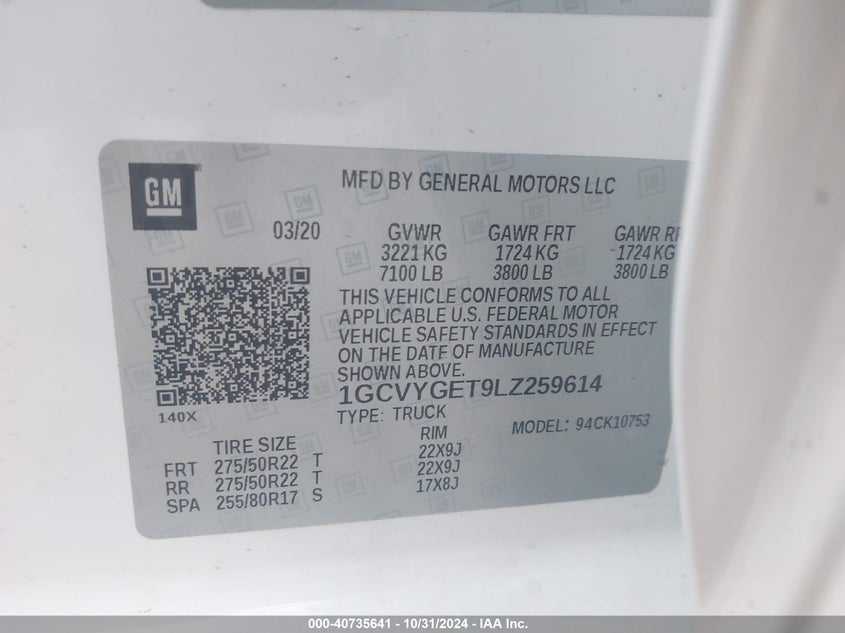 GM
MFD BY GENERAL MOTORS LLC
03/20 GVWR GAWR FRT GAWR RR
3221 KG 1724 KG 1724 KG
7100 LB 3800 LB 3800 LB
THIS VEHICLE CONFORMS TO ALL
APPLICABLE U.S. FEDERAL MOTOR
VEHICLE SAFETY STANDARDS IN EFFECT
ON THE DATE OF MANUFACTURE
SHOWN ABOVE.
1GCVYGET9LZ259614
140X
TYPE: TRUCK
MODEL: 94CK10753
TIRE SIZE RIM
FRT 275/50R22 T 22X9J
RR 275/50R22 T 22X9J
SPA 255/80R17 S 17X8J
000-40735641 - 10/31/2024 - IAA Inc.